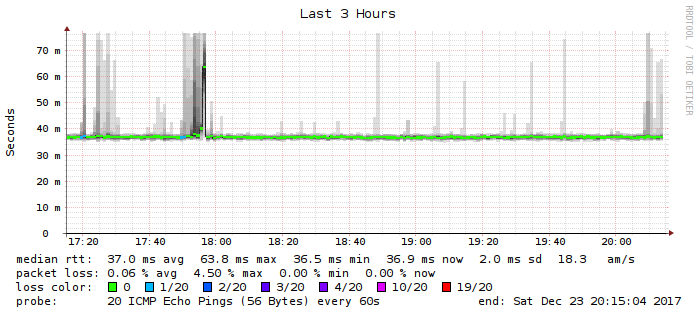 Last 3 Hours
RRDTOOL / TOBI OETIKER
Seconds
70 m
60 m
50 m
40 m
30 m
20 m
10 m
0
17:20 17:40 18:00 18:20 18:40 19:00 19:20 19:40 20:00
median rtt: 37.0 ms avg 63.8 ms max 36.5 ms min 36.9 ms now 2.0 ms sd 18.3 am/s
packet loss: 0.06 % avg 4.50 % max 0.00 % min 0.00 % now
loss color: 0 1/20 2/20 3/20 4/20 10/20 19/20
probe: 20 ICMP Echo Pings (56 Bytes) every 60s end: Sat Dec 23 20:15:04 2017